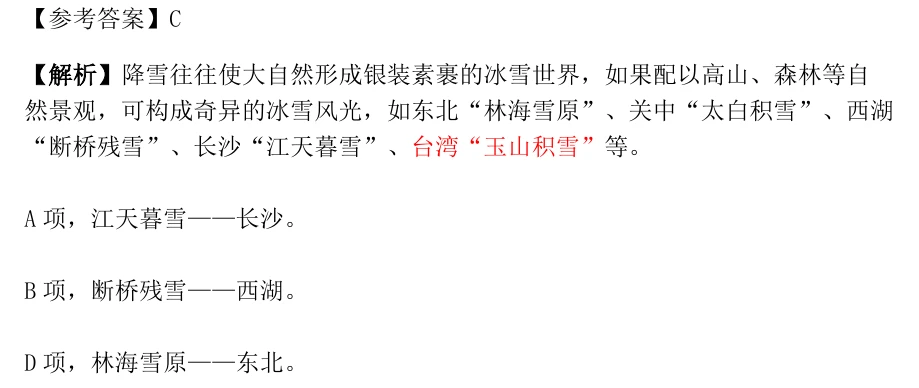 【参考答案】C
【解析】降雪往往使大自然形成银装素裹的冰雪世界，如果配以高山、森林等自
然景观，可构成奇异的冰雪风光，如东北“林海雪原”、关中“太白积雪”、西湖
“断桥残雪”、长沙“江天暮雪”、台湾“玉山积雪”等。
A 项，江天暮雪——长沙。
B 项，断桥残雪——西湖。
D 项，林海雪原——东北。